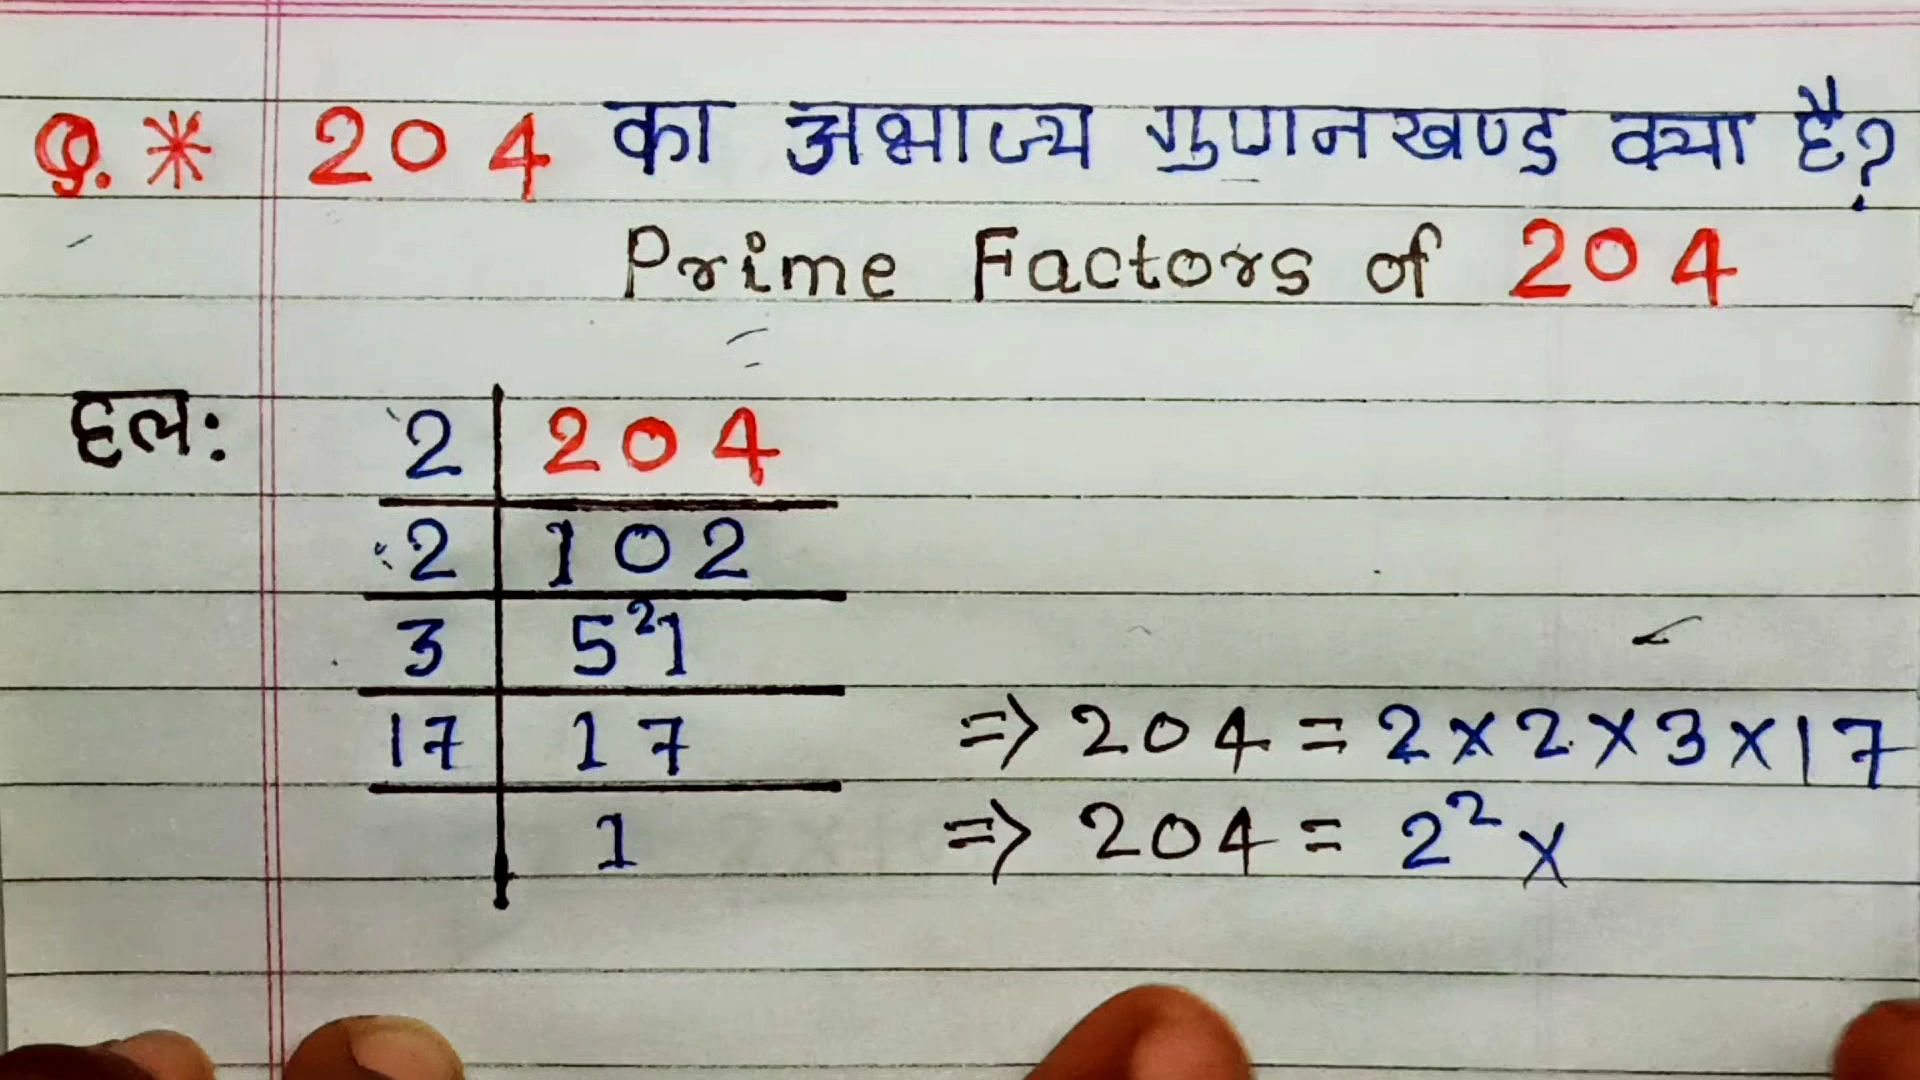 Q.* 204 का अभाज्य गुणनखण्ड क्या है?
Prime Factors of 204
हल:
2 | 204
2 | 102
3 | 5²1
17 | 17
1
=> 204 = 2×2×3×17
=> 204 = 2²×